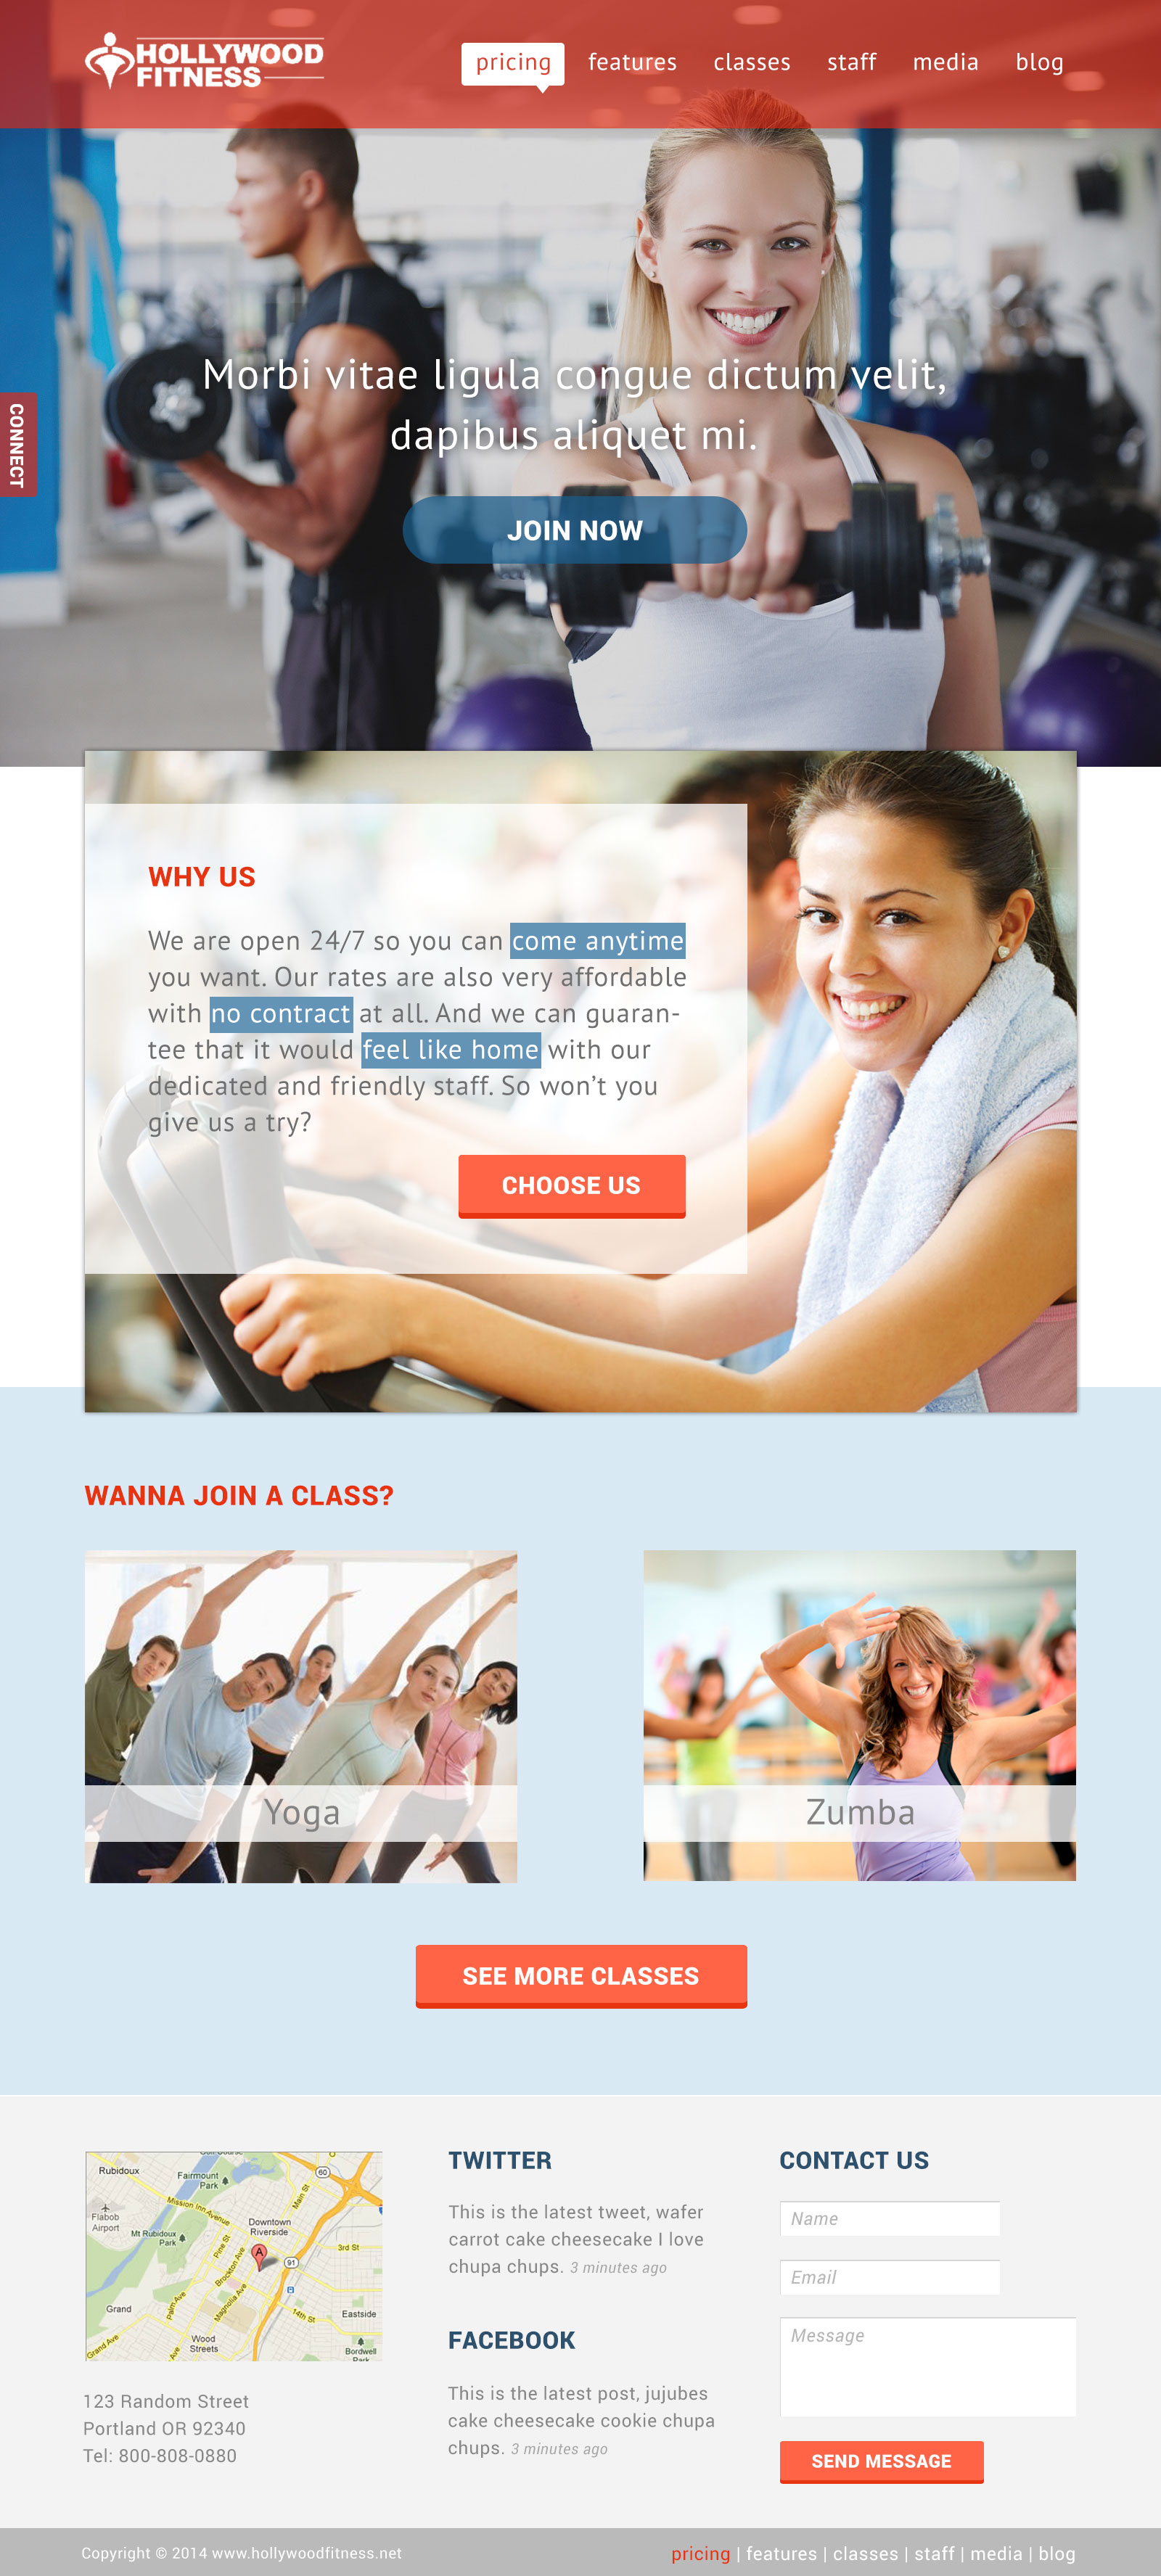 HOLLYWOOD
FITNESS
pricing features classes staff media blog
Morbi vitae ligula congue dictum velit,
dapibus aliquet mi.
CONNECT
JOIN NOW
WHY US
We are open 24/7 so you can come anytime
you want. Our rates are also very affordable
with no contract at all. And we can guaran-
tee that it would feel like home with our
dedicated and friendly staff. So won't you
give us a try?
CHOOSE US
WANNA JOIN A CLASS?
Yoga
Zumba
SEE MORE CLASSES
Rubidoux
Fairmount
Park
60
Mission Inn Avenue
Main St
Flabob
Airport
Mt Rubidoux
Park
Downtown
Riverside
Pine St
Brockton Ave
A
91
3rd St
Palm Ave
Magnolia Ave
14th St
Grand
Eastside
Wood
Streets
Grand Ave
Bordwell
Park
123 Random Street
Portland OR 92340
Tel: 800-808-0880
TWITTER
This is the latest tweet, wafer
carrot cake cheesecake I love
chupa chups. 3 minutes ago
FACEBOOK
This is the latest post, jujubes
cake cheesecake cookie chupa
chups. 3 minutes ago
CONTACT US
Name
Email
Message
SEND MESSAGE
Copyright © 2014 www.hollywoodfitness.net
pricing | features | classes | staff | media | blog